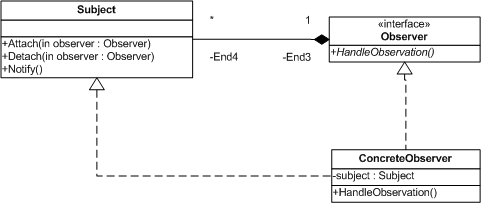 Subject
+Attach(in observer : Observer)
+Detach(in observer : Observer)
+Notify()
*
1
-End4
-End3
«interface»
Observer
+HandleObservation()
ConcreteObserver
-subject : Subject
+HandleObservation()